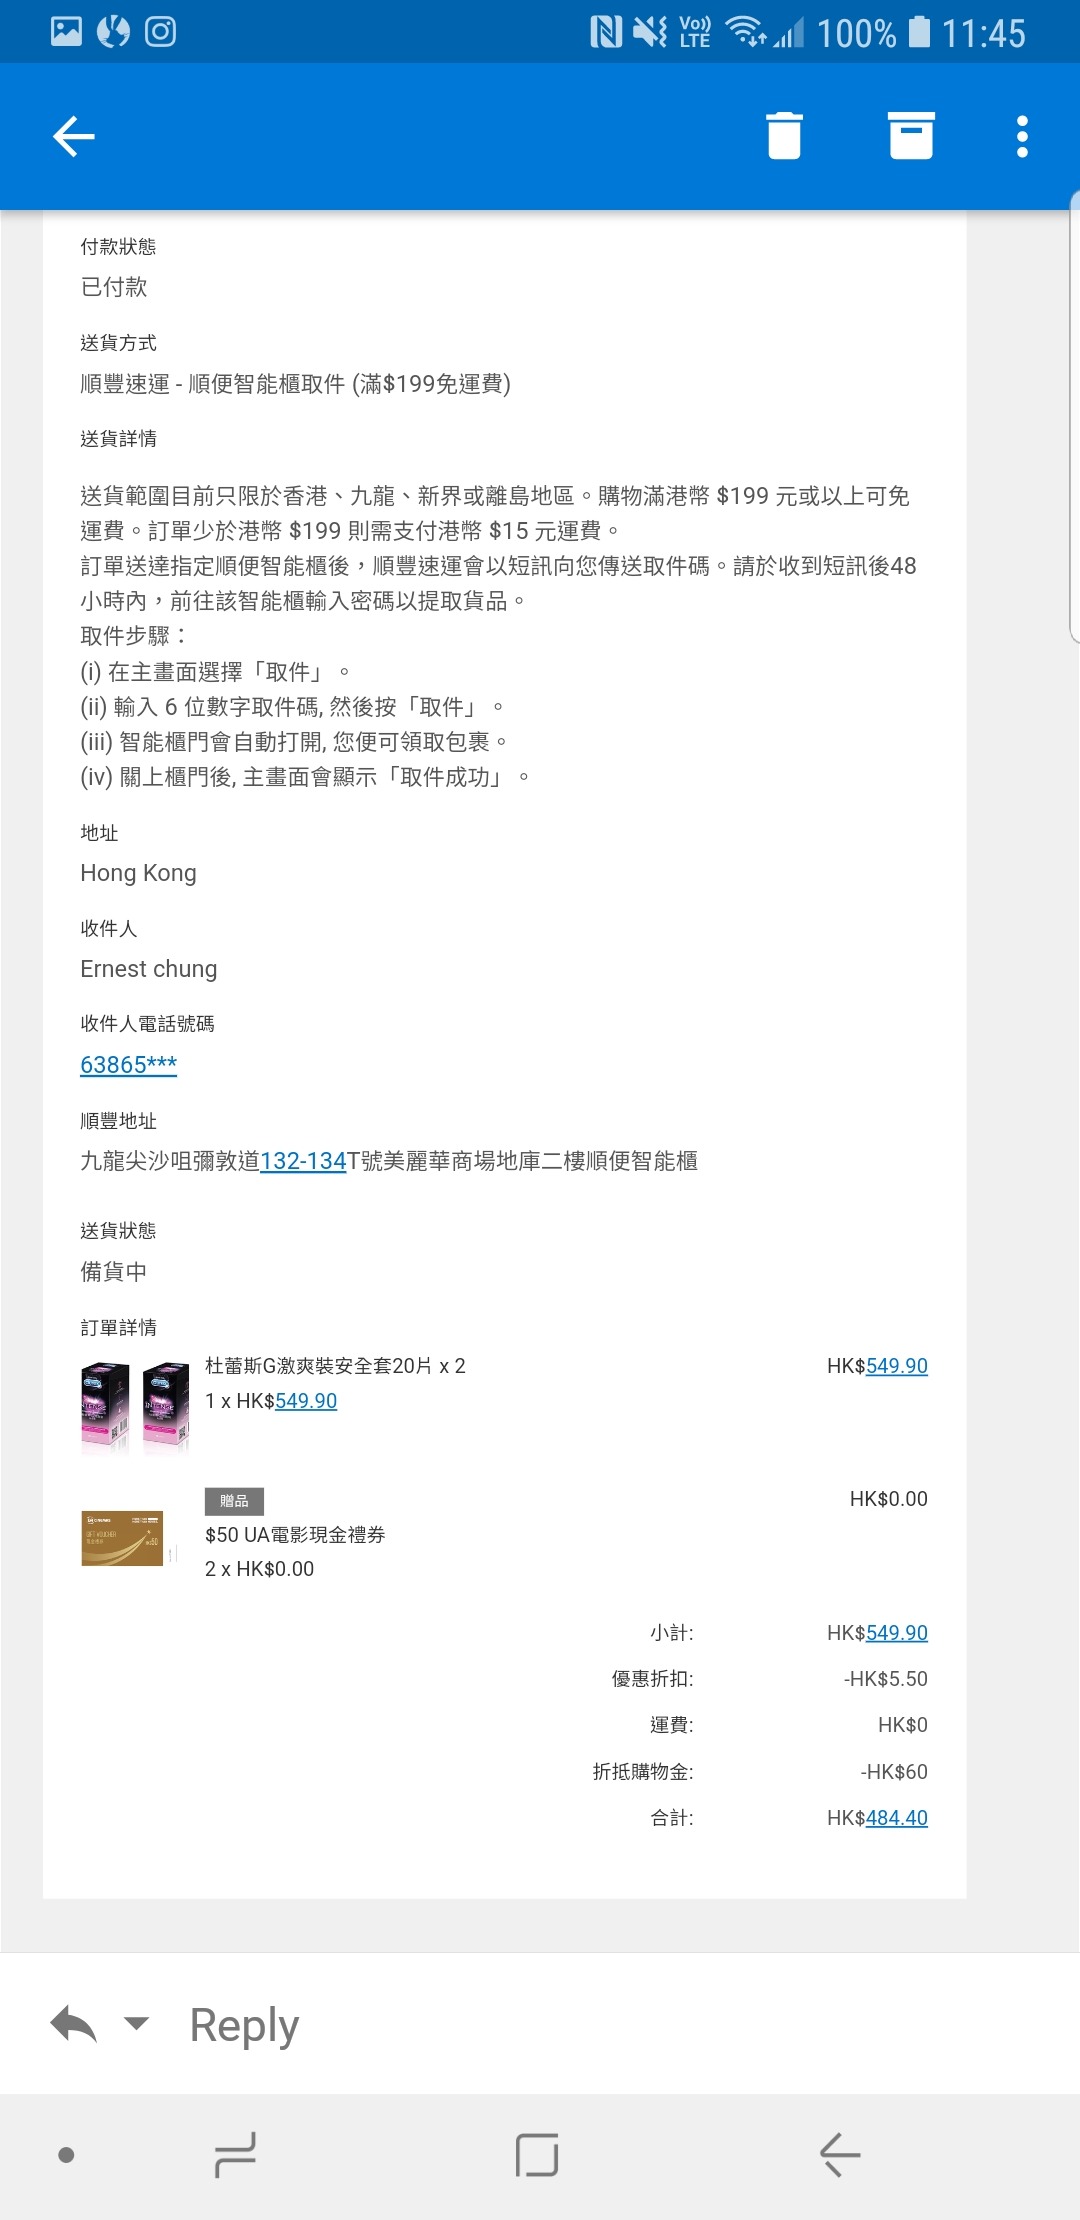 Vo))
LTE
100%
11:45
付款狀態
已付款
送貨方式
順豐速運 - 順便智能櫃取件 (滿$199免運費)
送貨詳情
送貨範圍目前只限於香港、九龍、新界或離島地區。購物滿港幣 $199 元或以上可免
運費。訂單少於港幣 $199 則需支付港幣 $15 元運費。
訂單送達指定順便智能櫃後，順豐速運會以短訊向您傳送取件碼。請於收到短訊後48
小時內，前往該智能櫃輸入密碼以提取貨品。
取件步驟：
(i) 在主畫面選擇「取件」。
(ii) 輸入 6 位數字取件碼, 然後按「取件」。
(iii) 智能櫃門會自動打開, 您便可領取包裹。
(iv) 關上櫃門後, 主畫面會顯示「取件成功」。
地址
Hong Kong
收件人
Ernest chung
收件人電話號碼
63865***
順豐地址
九龍尖沙咀彌敦道132-134T號美麗華商場地庫二樓順便智能櫃
送貨狀態
備貨中
訂單詳情
杜蕾斯G激爽裝安全套20片 x 2
HK$549.90
1 x HK$549.90
贈品
HK$0.00
$50 UA電影現金禮券
2 x HK$0.00
小計:
HK$549.90
優惠折扣:
-HK$5.50
運費:
HK$0
折抵購物金:
-HK$60
合計:
HK$484.40
Reply